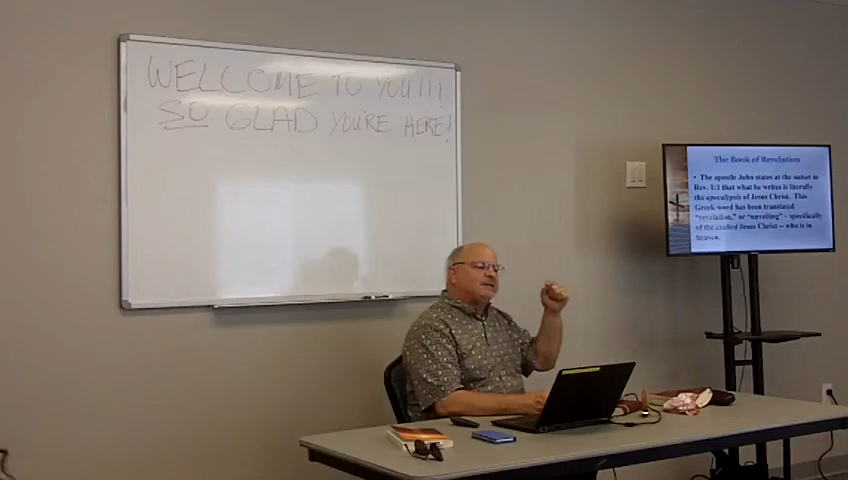 WELCOME TO YOU!!!
SO GLAD YOU'RE HERE!
The Book of Revelation
• The apostle John states at the outset in
Rev. 1:1 that what he writes is literally
the apocalypsis of Jesus Christ. This
Greek word has been translated
"revelation," or "unveiling" – specifically
of the exalted Jesus Christ – who is in
heaven.